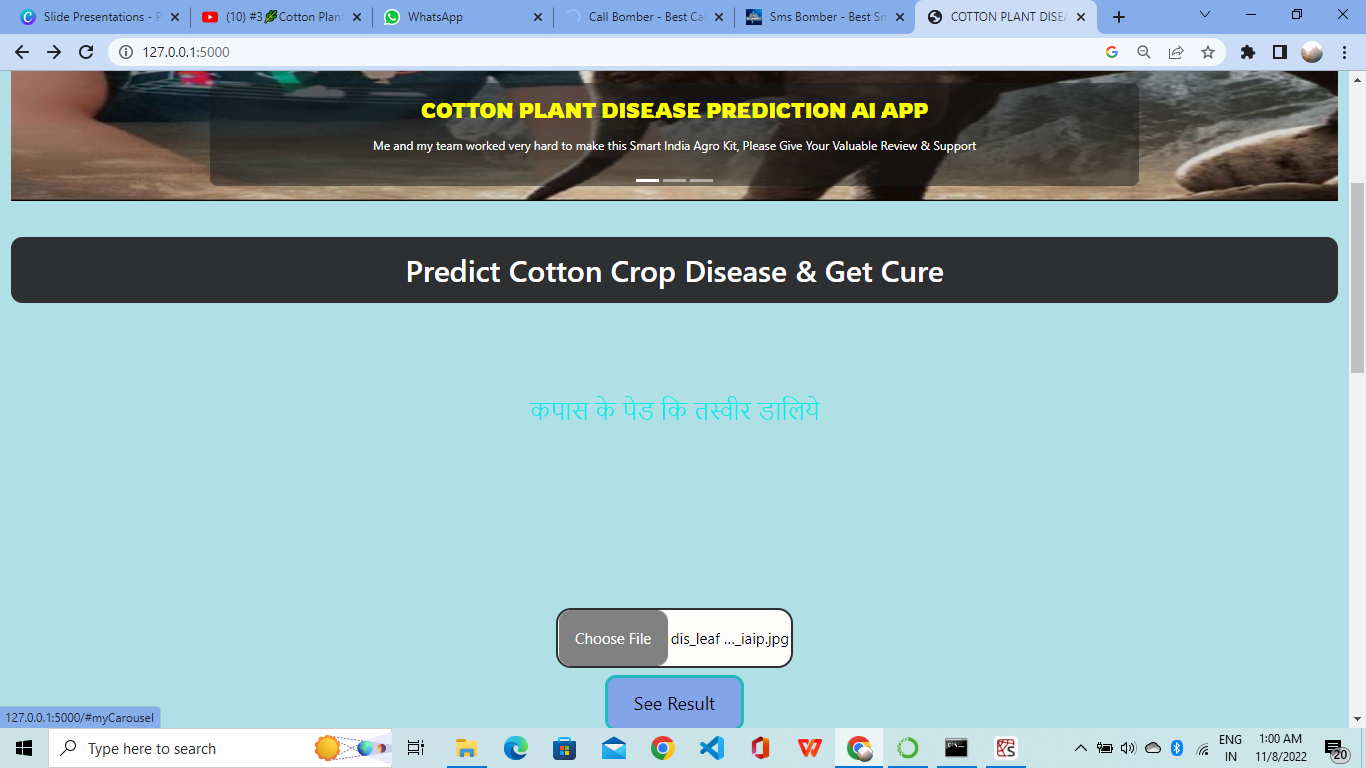 Slide Presentations - P
(10) #3🌿Cotton Plant
WhatsApp
Call Bomber - Best Cal
Sms Bomber - Best Sm
COTTON PLANT DISEA
127.0.0.1:5000
COTTON PLANT DISEASE PREDICTION AI APP
Me and my team worked very hard to make this Smart India Agro Kit, Please Give Your Valuable Review & Support
Predict Cotton Crop Disease & Get Cure
कपास के पेड कि तस्वीर डालिये
Choose File dis_leaf ..._iaip.jpg
See Result
127.0.0.1:5000/#myCarousel
Type here to search
ENG
IN
1:00 AM
11/8/2022
20